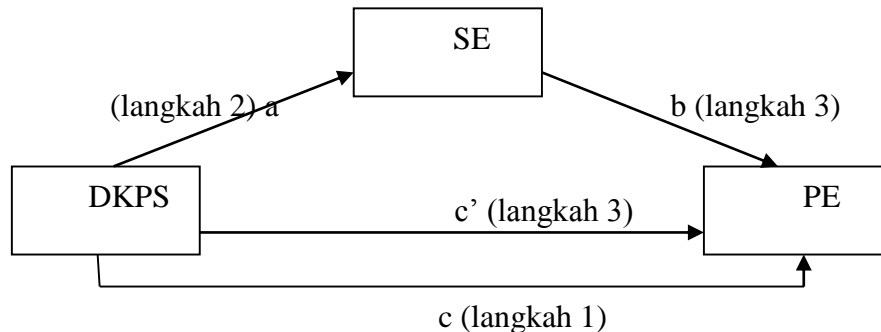 SE
(langkah 2) a
b (langkah 3)
DKPS
PE
c’ (langkah 3)
c (langkah 1)